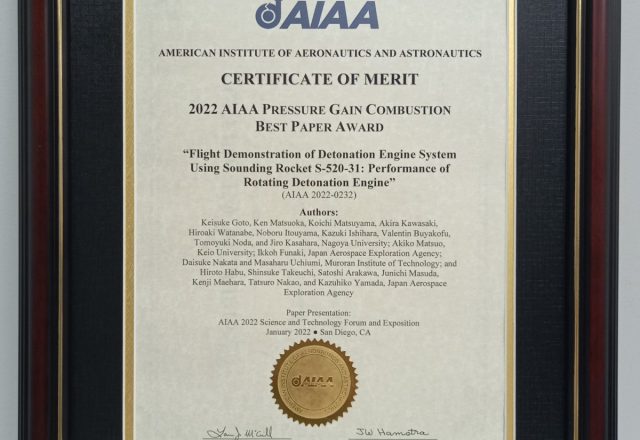 AIAA
AMERICAN INSTITUTE OF AERONAUTICS AND ASTRONAUTICS
CERTIFICATE OF MERIT
2022 AIAA PRESSURE GAIN COMBUSTION
BEST PAPER AWARD
“Flight Demonstration of Detonation Engine System
Using Sounding Rocket S-520-31: Performance of
Rotating Detonation Engine”
(AIAA 2022-0232)
Authors:
Keisuke Goto, Ken Matsuoka, Koichi Matsuyama, Akira Kawasaki,
Hiroaki Watanabe, Noboru Itouyama, Kazuki Ishihara, Valentin Buyakofu,
Tomoyuki Noda, and Jiro Kasahara, Nagoya University; Akiko Matsuo,
Keio University; Ikkoh Funaki, Japan Aerospace Exploration Agency;
Daisuke Nakata and Masaharu Uchiumi, Muroran Institute of Technology; and
Hiroto Habu, Shinsuke Takeuchi, Satoshi Arakawa, Junichi Masuda,
Kenji Maehara, Tatsuro Nakao, and Kazuhiko Yamada, Japan Aerospace
Exploration Agency
Paper Presentation:
AIAA 2022 Science and Technology Forum and Exposition
January 2022 ● San Diego, CA
AIAA